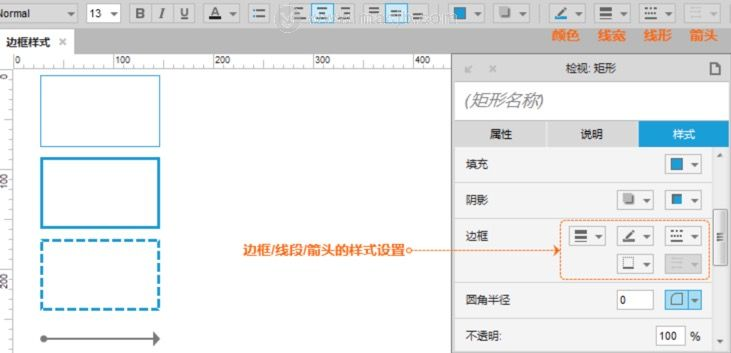 Normal
13
B I U A
颜色 线宽 线形 箭头
边框样式 ×
0 100 200 300 400
0
100
200
检视: 矩形
(矩形名称)
属性 说明 样式
填充
阴影
边框
边框/线段/箭头的样式设置
圆角半径 0
不透明: 100 %